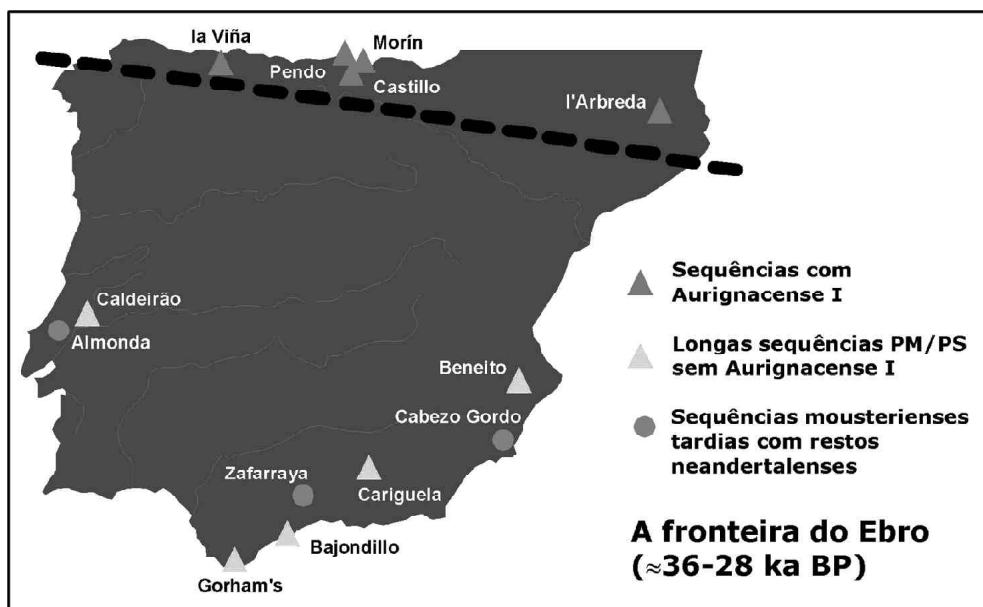 la Viña
Morín
Pendo
Castillo
l'Arbreda
Caldeirão
Almonda
Beneito
Cabezo Gordo
Zafarraya
Cariguela
Bajondillo
Gorham's
Sequências com
Aurignacense I
Longas sequências PM/PS
sem Aurignacense I
Sequências mousterienses
tardias com restos
neandertalenses
A fronteira do Ebro
(≈36-28 ka BP)